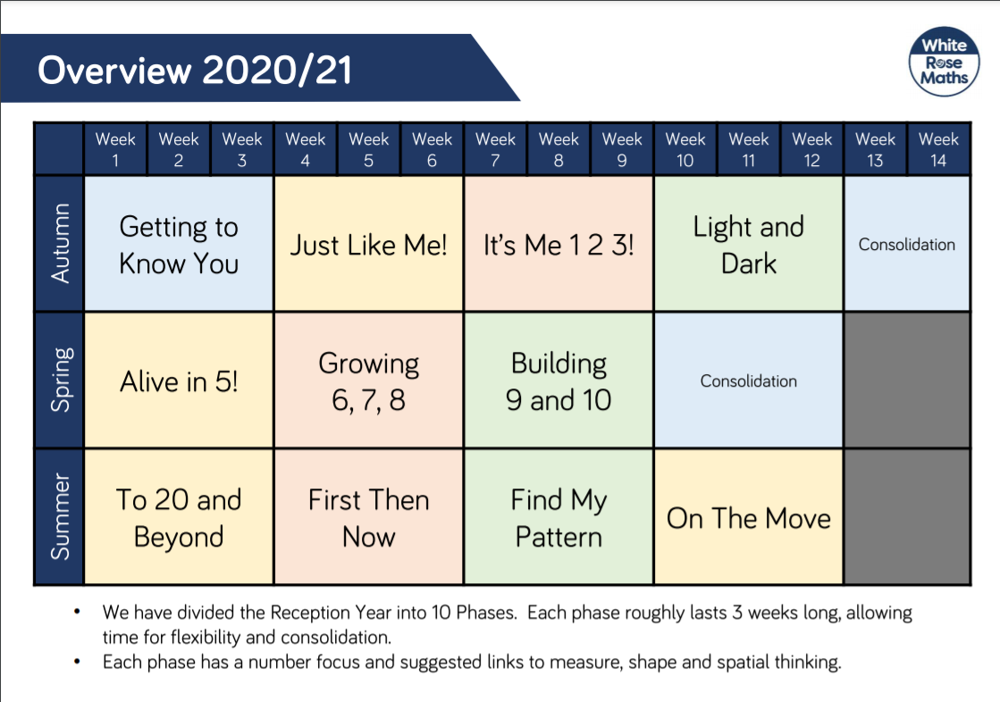 Overview 2020/21
White
Rose
Maths
Week Week Week Week Week Week Week Week Week Week Week Week Week Week
1 2 3 4 5 6 7 8 9 10 11 12 13 14
Autumn
Getting to
Know You
Just Like Me!
It's Me 1 2 3!
Light and
Dark
Consolidation
Spring
Alive in 5!
Growing
6, 7, 8
Building
9 and 10
Consolidation
Summer
To 20 and
Beyond
First Then
Now
Find My
Pattern
On The Move
• We have divided the Reception Year into 10 Phases. Each phase roughly lasts 3 weeks long, allowing
time for flexibility and consolidation.
• Each phase has a number focus and suggested links to measure, shape and spatial thinking.